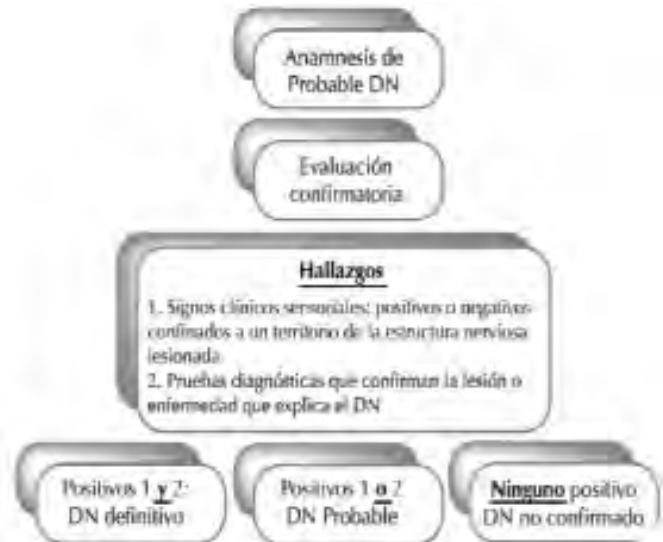 Anamnesis de
Probable DN
Evaluación
confirmatoria
Hallazgos
1. Signos clínicos sensoriales: positivos o negativos
confinados a un territorio de la estructura nerviosa
lesionada
2. Pruebas diagnósticas que confirman la lesión o
enfermedad que explica el DN
Positivos 1 y 2:
DN definitivo
Positivos 1 o 2
DN Probable
Ninguno positivo
DN no confirmado